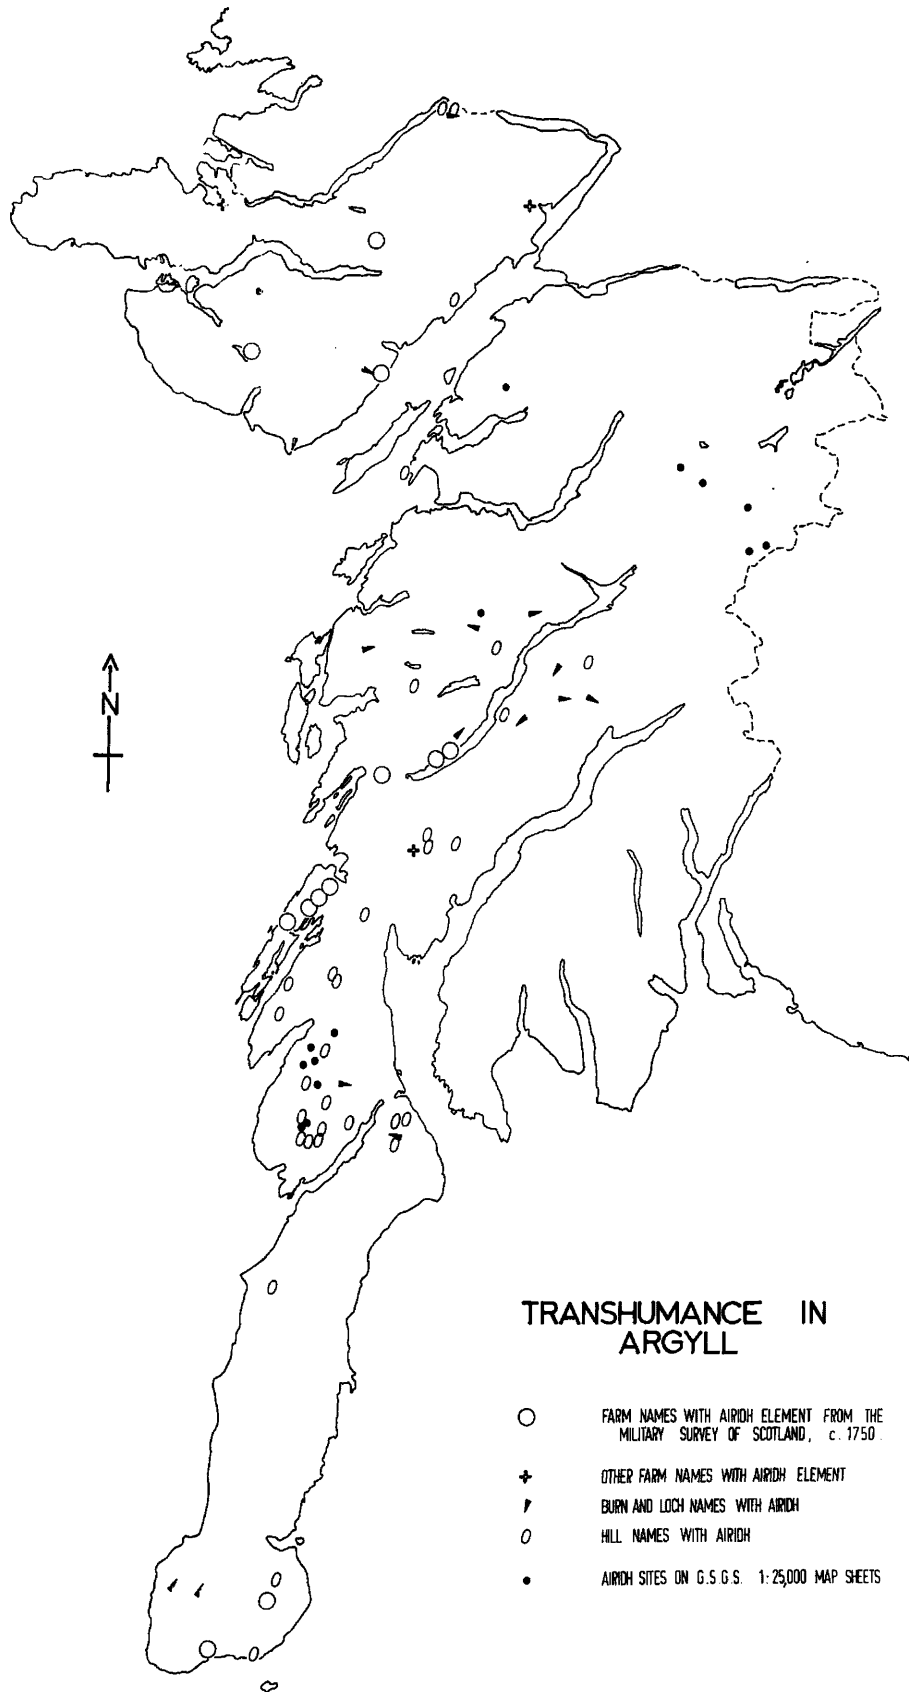 N
TRANSHUMANCE IN
ARGYLL
FARM NAMES WITH AIRIDH ELEMENT FROM THE
MILITARY SURVEY OF SCOTLAND, c. 1750.
OTHER FARM NAMES WITH AIRIDH ELEMENT
BURN AND LOCH NAMES WITH AIRIDH
HILL NAMES WITH AIRIDH
AIRIDH SITES ON G.S.G.S. 1:25,000 MAP SHEETS